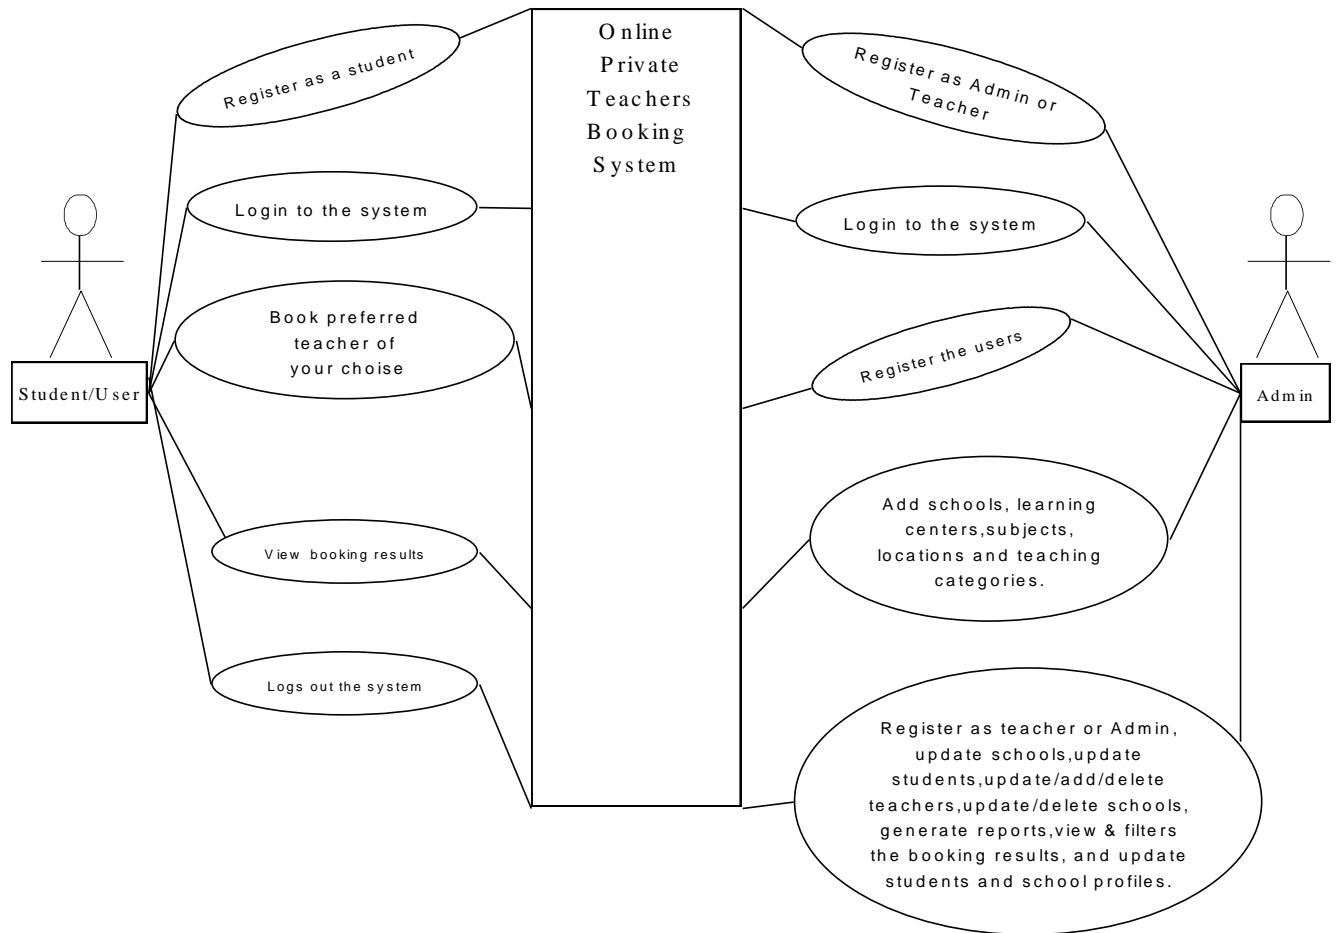 Online
Private
Teachers
Booking
System
Register as a student
Login to the system
Book preferred
teacher of
your choise
View booking results
Logs out the system
Student/User
Register as Admin or
Teacher
Login to the system
Register the users
Add schools, learning
centers,subjects,
locations and teaching
categories.
Register as teacher or Admin,
update schools,update
students,update/add/delete
teachers,update/delete schools,
generate reports,view & filters
the booking results, and update
students and school profiles.
Admin